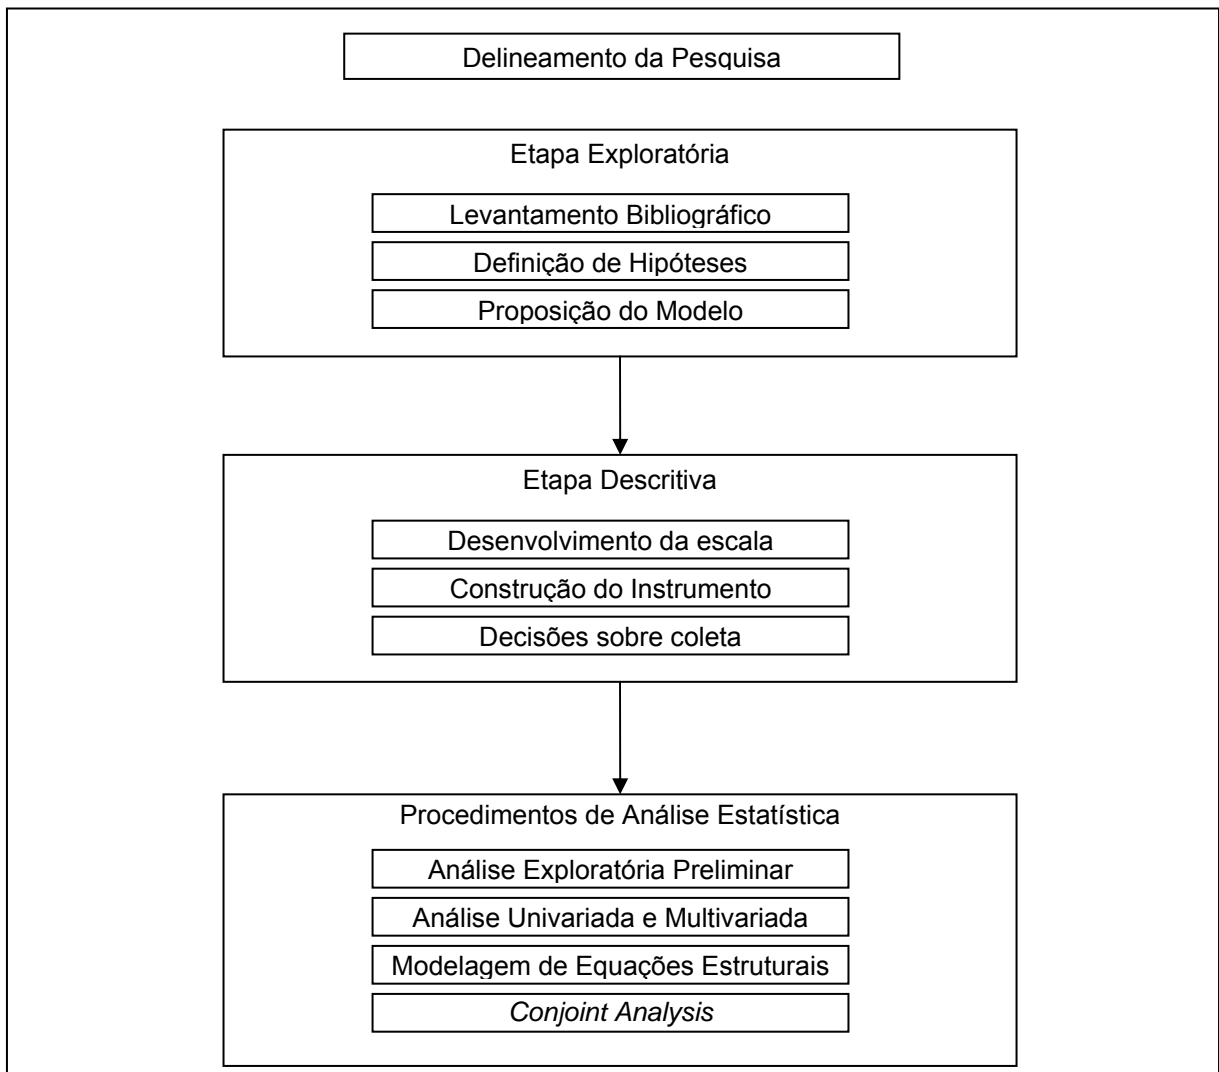 Delineamento da Pesquisa
Etapa Exploratória
Levantamento Bibliográfico
Definição de Hipóteses
Proposição do Modelo
Etapa Descritiva
Desenvolvimento da escala
Construção do Instrumento
Decisões sobre coleta
Procedimentos de Análise Estatística
Análise Exploratória Preliminar
Análise Univariada e Multivariada
Modelagem de Equações Estruturais
Conjoint Analysis